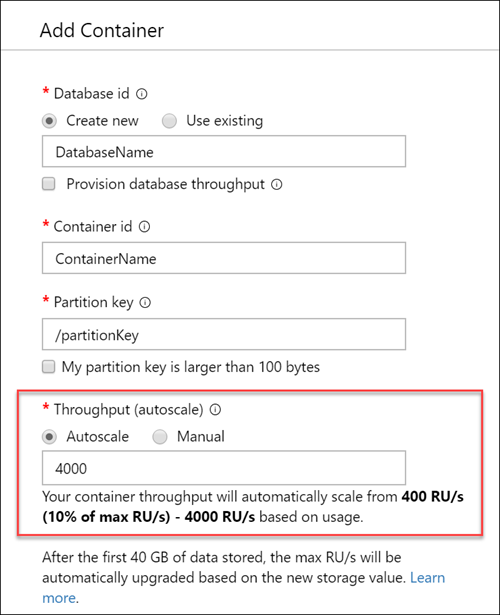 Add Container
* Database id
Create new Use existing
DatabaseName
Provision database throughput
* Container id
ContainerName
* Partition key
/partitionKey
My partition key is larger than 100 bytes
* Throughput (autoscale)
Autoscale Manual
4000
Your container throughput will automatically scale from 400 RU/s
(10% of max RU/s) - 4000 RU/s based on usage.
After the first 40 GB of data stored, the max RU/s will be
automatically upgraded based on the new storage value. Learn
more.